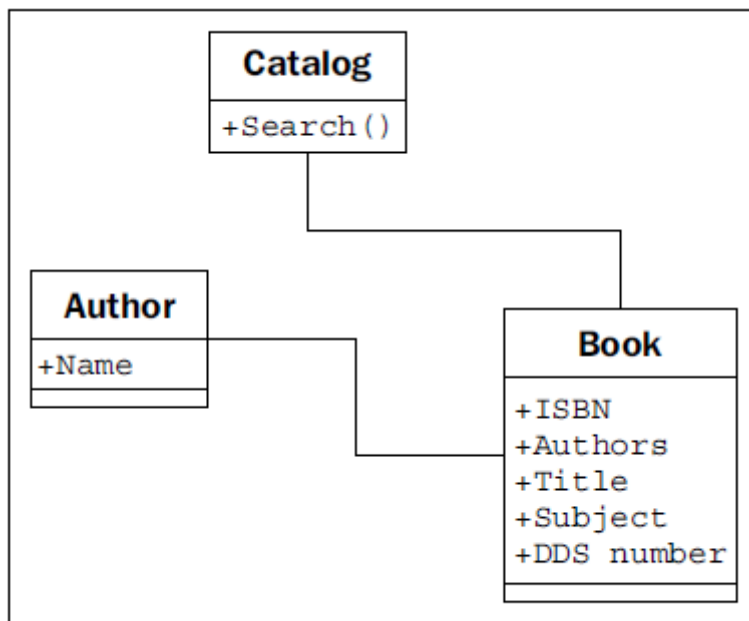 Catalog
+Search()
Author
+Name
Book
+ISBN
+Authors
+Title
+Subject
+DDS number